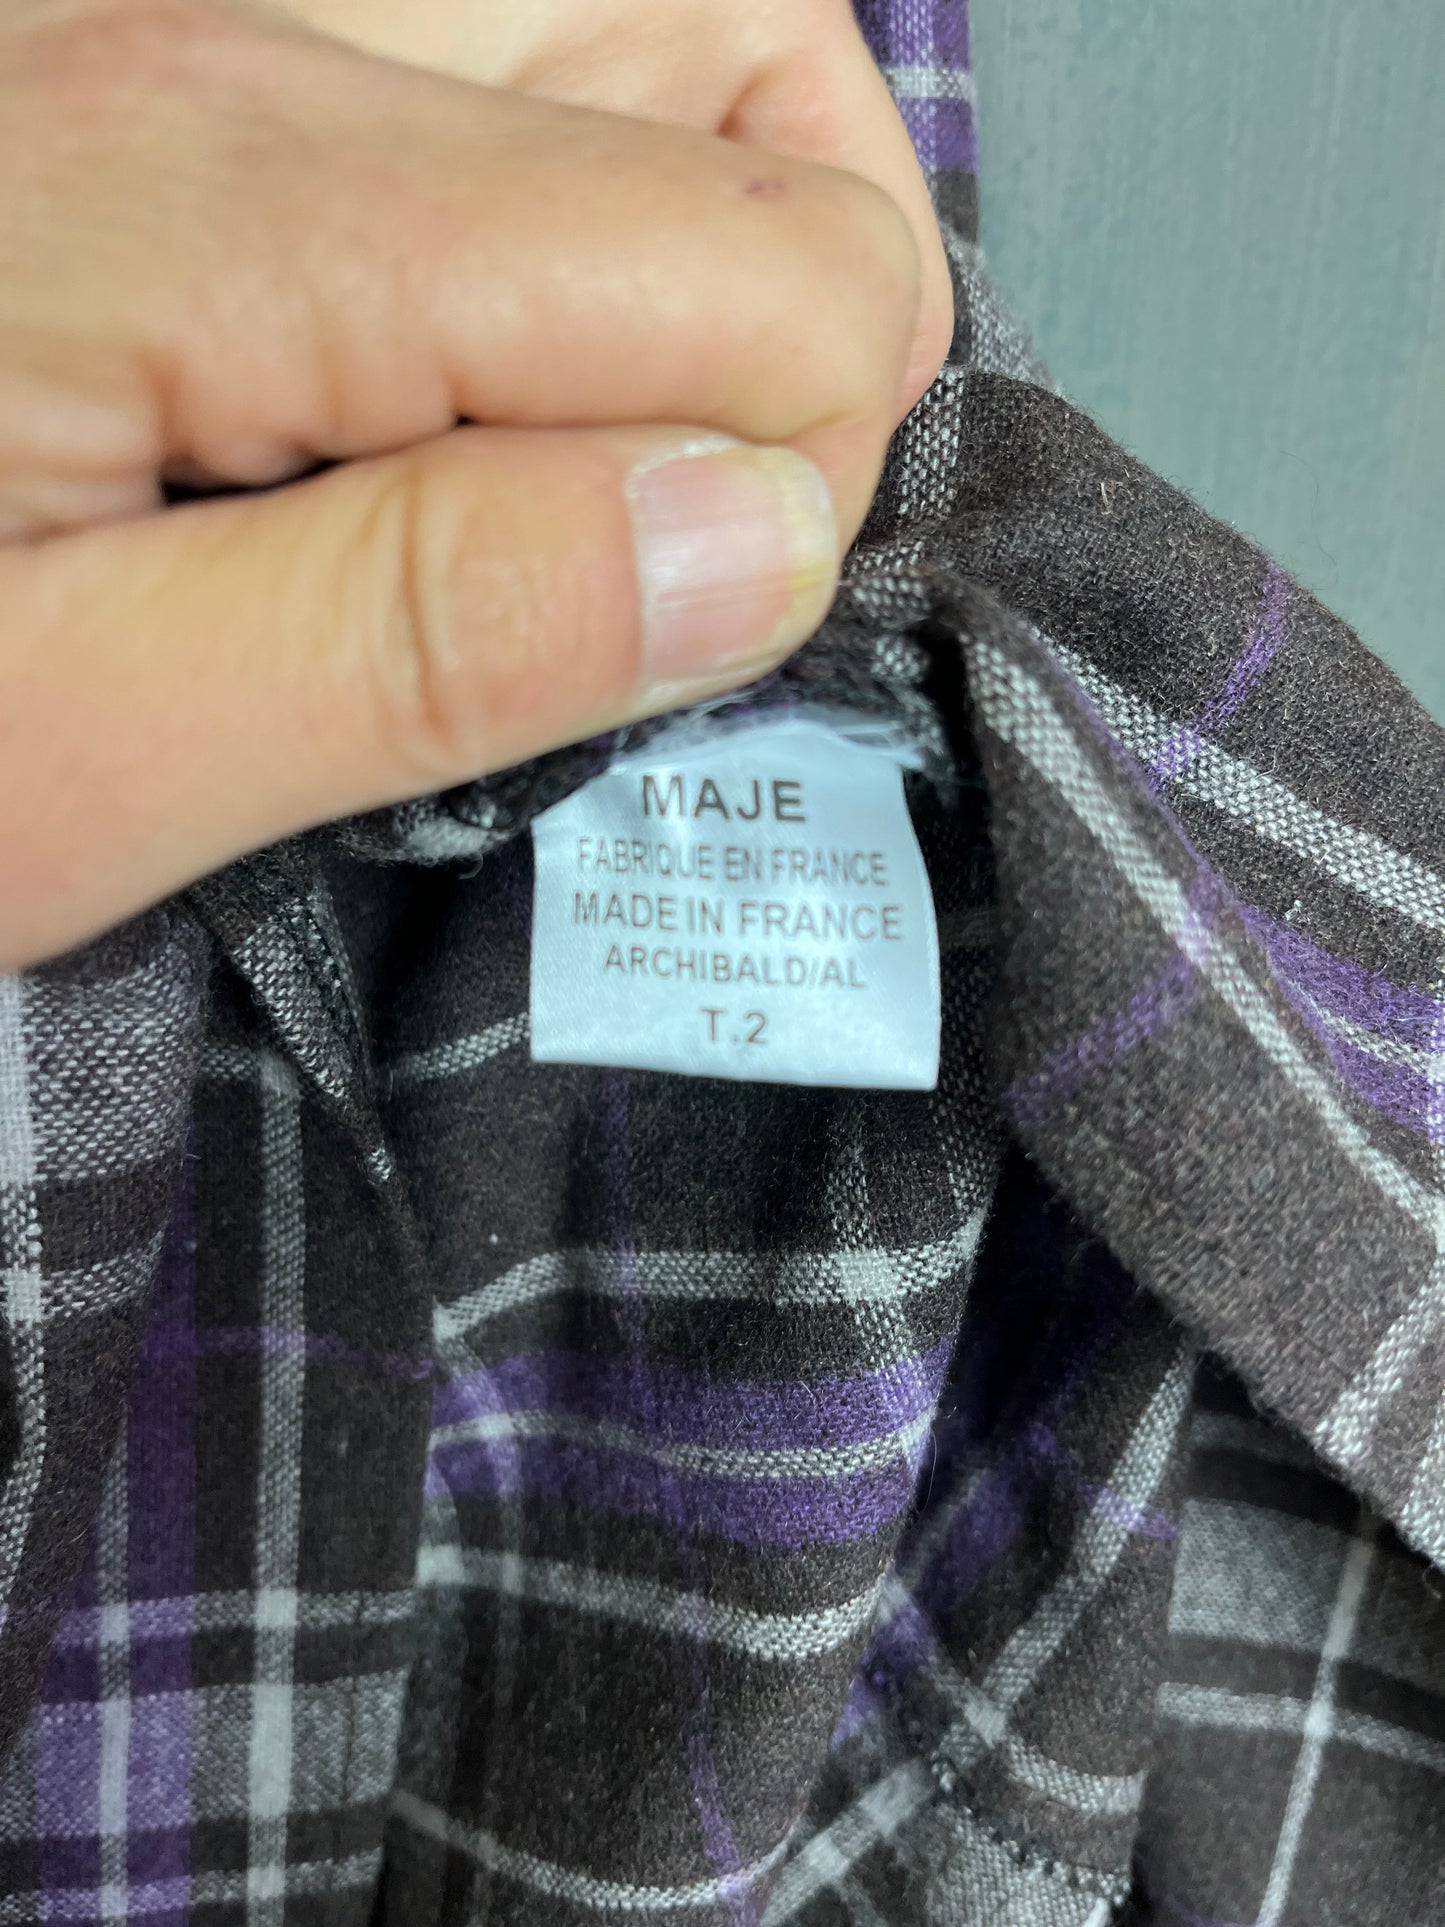 MAJE
FABRIQUE EN FRANCE
MADE IN FRANCE
ARCHIBALD/AL
T.2